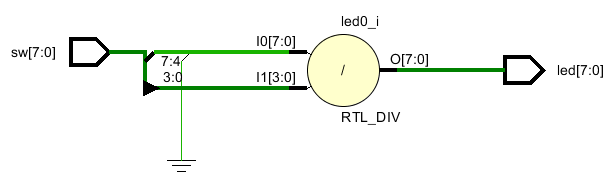 led0_i
sw[7:0]
I0[7:0]
7:4
3:0
I1[3:0]
/
O[7:0]
led[7:0]
RTL_DIV